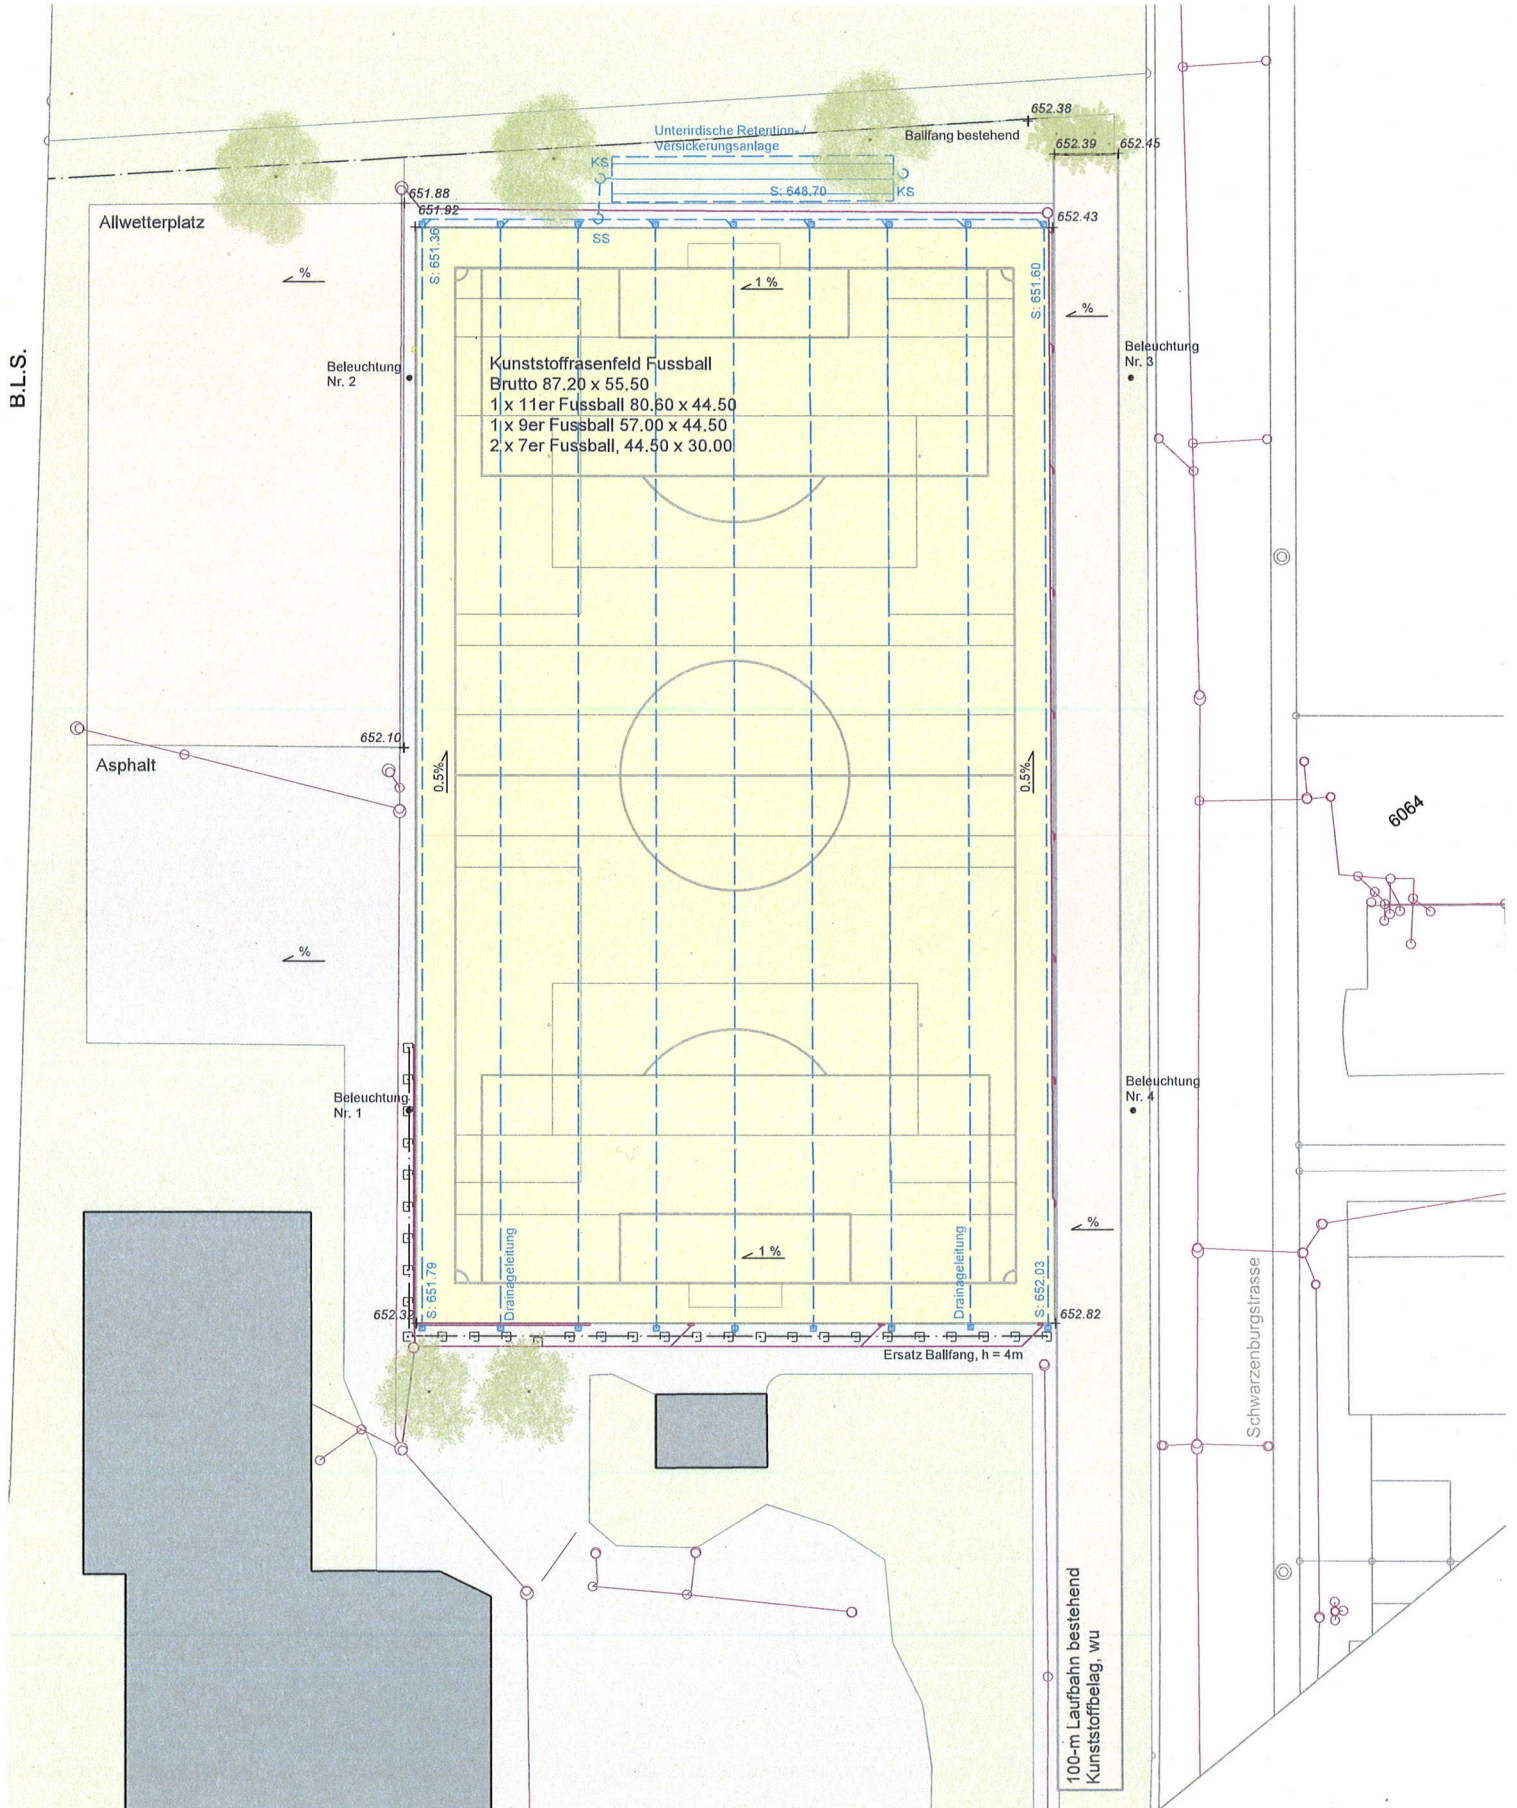 652.38
Ballfang bestehend
652.39
652.45
Unterirdische Retention- /
Versickerungsanlage
KS
S: 648,70
KS
651.88
651.92
652.43
SS
Allwetterplatz
%
S: 651.36
1 %
S: 651.60
%
B.L.S.
Beleuchtung
Nr. 2
Beleuchtung
Nr. 3
Kunststoffrasenfeld Fussball
Brutto 87.20 x 55.50
1 x 11er Fussball 80.60 x 44.50
1 x 9er Fussball 57.00 x 44.50
2 x 7er Fussball, 44.50 x 30.00
652.10
Asphalt
0.5%
0.5%
6064
%
Beleuchtung
Nr. 1
Beleuchtung
Nr. 4
%
1 %
S: 651.79
Drainageleitung
Drainageleitung
S: 652.03
652.32
652.82
Ersatz Ballfang, h = 4m
Schwarzenburgstrasse
100-m Laufbahn bestehend
Kunststoffbelag, wu